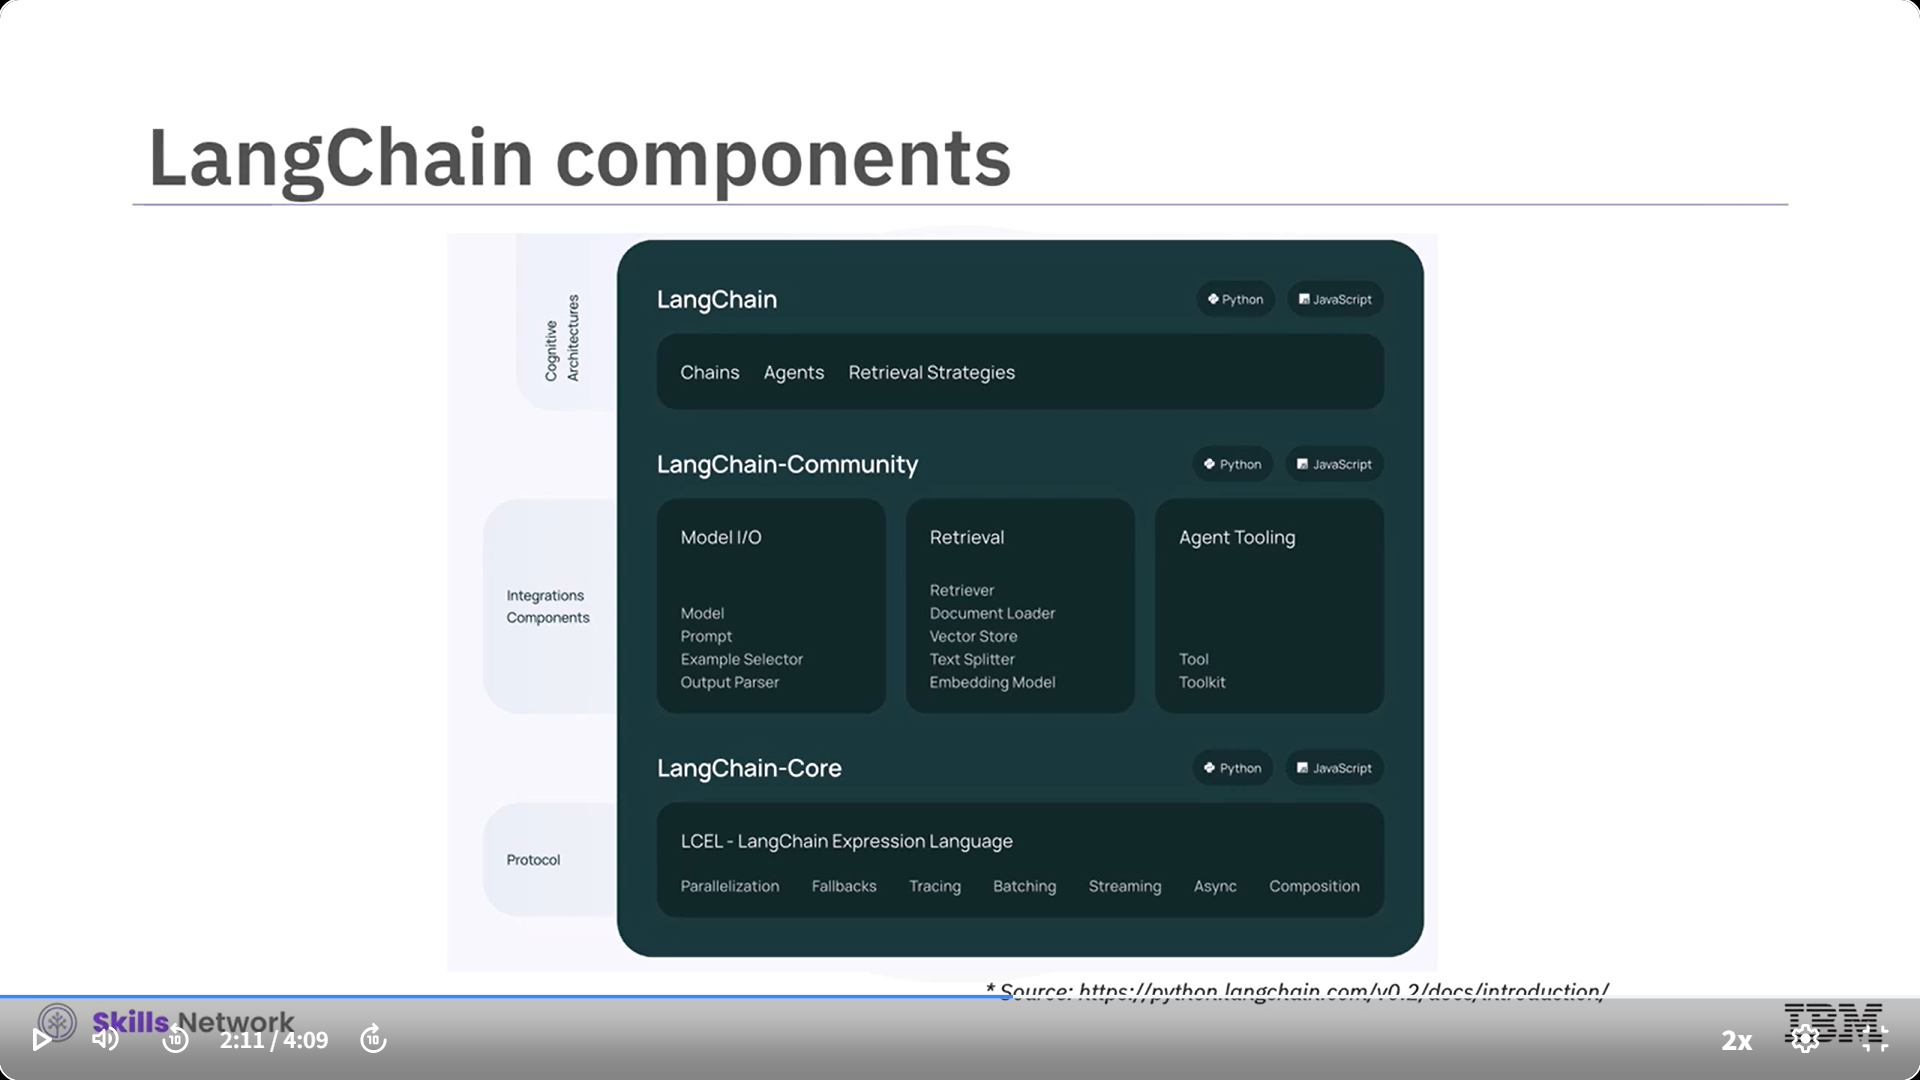 LangChain components
Cognitive
Architectures
LangChain
Python
JavaScript
Chains Agents Retrieval Strategies
LangChain-Community
Python
JavaScript
Integrations
Components
Model I/O
Model
Prompt
Example Selector
Output Parser
Retrieval
Retriever
Document Loader
Vector Store
Text Splitter
Embedding Model
Agent Tooling
Tool
Toolkit
LangChain-Core
Python
JavaScript
Protocol
LCEL - LangChain Expression Language
Parallelization Fallbacks Tracing Batching Streaming Async Composition
* Source: https://python.langchain.com/v0.2/docs/introduction/
Skills Network
IBM
10
2:11 / 4:09
10
2x